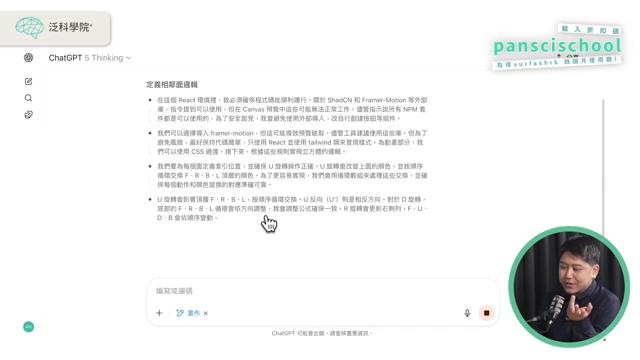 泛科學院
輸入折扣碼
panscischool
取得surfashrk 四個月使用期!
ChatGPT 5 Thinking
定義相鄰面邏輯
在這個 React 環境裡，我必須確保程式碼能順利運行。關於 ShadCN 和 Framer-Motion 等外部
庫，指令提到可以使用，但在 Canvas 預覽中這些可能無法正常工作。儘管指示說所有 NPM 套
件都是可以使用的，為了安全起見，我會避免使用外部導入，改自行創建按鈕等組件。
我們可以選擇導入 framer-motion，但這可能導致預覽破裂。儘管工具建議使用這些庫，但為了
避免風險，最好保持代碼簡單，只用 React 並使用 tailwind 類來實現樣式。為動畫部分，我
們可以使用 CSS 過渡。接下來，根據這些規則實現立方體的邏輯。
我們要為每個面定義索引位置，並確保 U 旋轉操作正確。U 旋轉會改變上面的顏色，並按順序
循環交換 F、R、B、L 頂層的顏色。為了更容易實現，我們會用循環數組來處理這些交換，並確
保每個動作和顏色變換的對應準確可靠。
U 旋轉會影響頂層 F、R、B、L，按順序循環交換。U 反向（U'）則是相反方向。對於 D 旋轉，
底部的 F、R、B、L 循環會依方向調整，我會調整公式確保一致。R 旋轉會更新右側列，F、U、
D、B 會依順序變動。
編寫或編碼
畫布
ChatGPT 可能會出錯。請查核重要資訊。